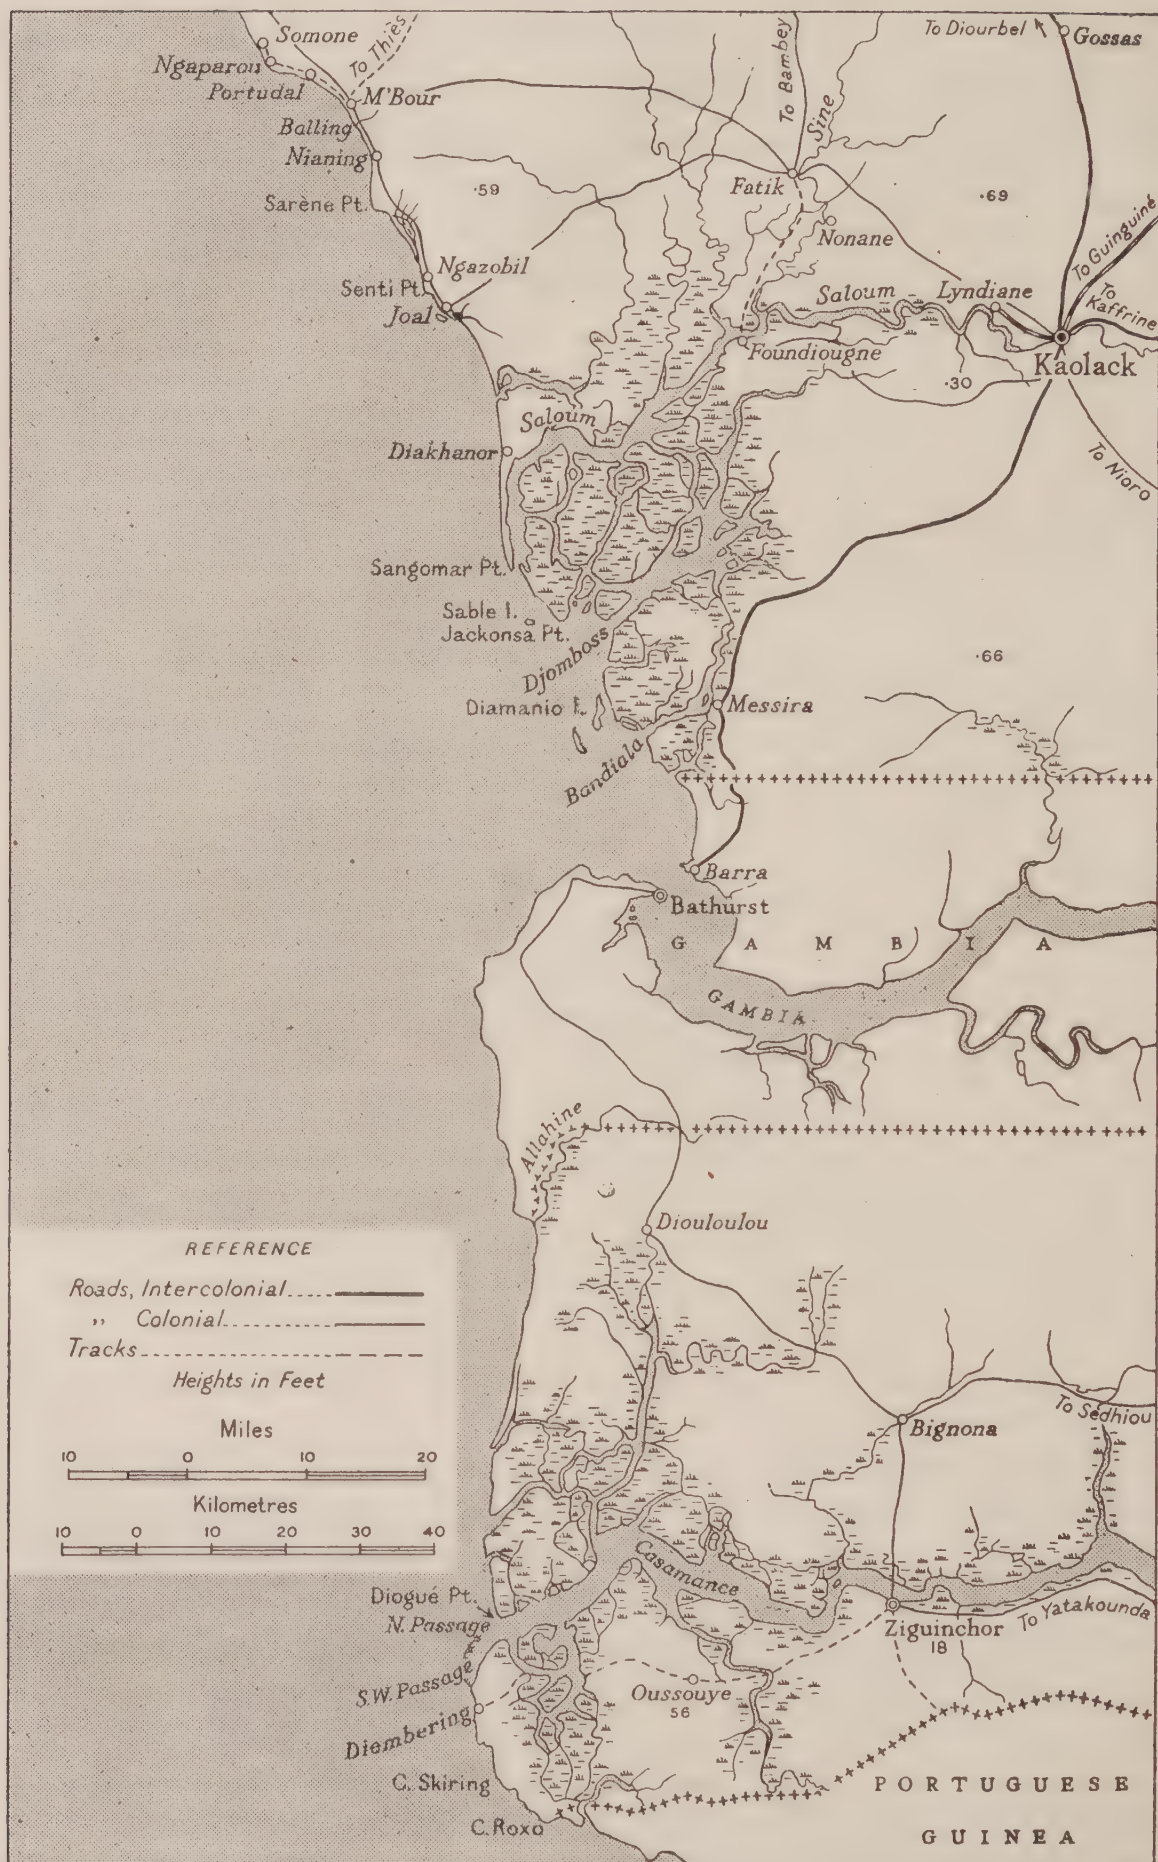 Somone
Ngaparou
Portudal
To Thiès
M'Bour
Balling
Nianing
Sarène Pt.
·59
Ngazobil
Senti Pt.
Joal
To Bambey
Sine
Fatik
To Diourbel
Gossas
·69
Nonane
To Guinguiné
To Kaffrine
Saloum
Lyndiane
Foundiougne
Kaolack
·30
To Nioro
Saloum
Diakhanor
Sangomar Pt.
Sable I.
Jackonsa Pt.
Djomboss
Diamanio I.
Bandiala
Messira
·66
Barra
Bathurst
GAMBIA
GAMBIA
Allahine
Diouloulou
REFERENCE
Roads, Intercolonial
,, Colonial
Tracks
Heights in Feet
Miles
10 0 10 20
Kilometres
10 0 10 20 30 40
To Sédhiou
Bignona
Casamance
Diogué Pt.
N. Passage
S.W. Passage
Ziguinchor
18
To Yatakounda
Oussouye
56
Diembering
C. Skiring
C. Roxo
PORTUGUESE
GUINEA